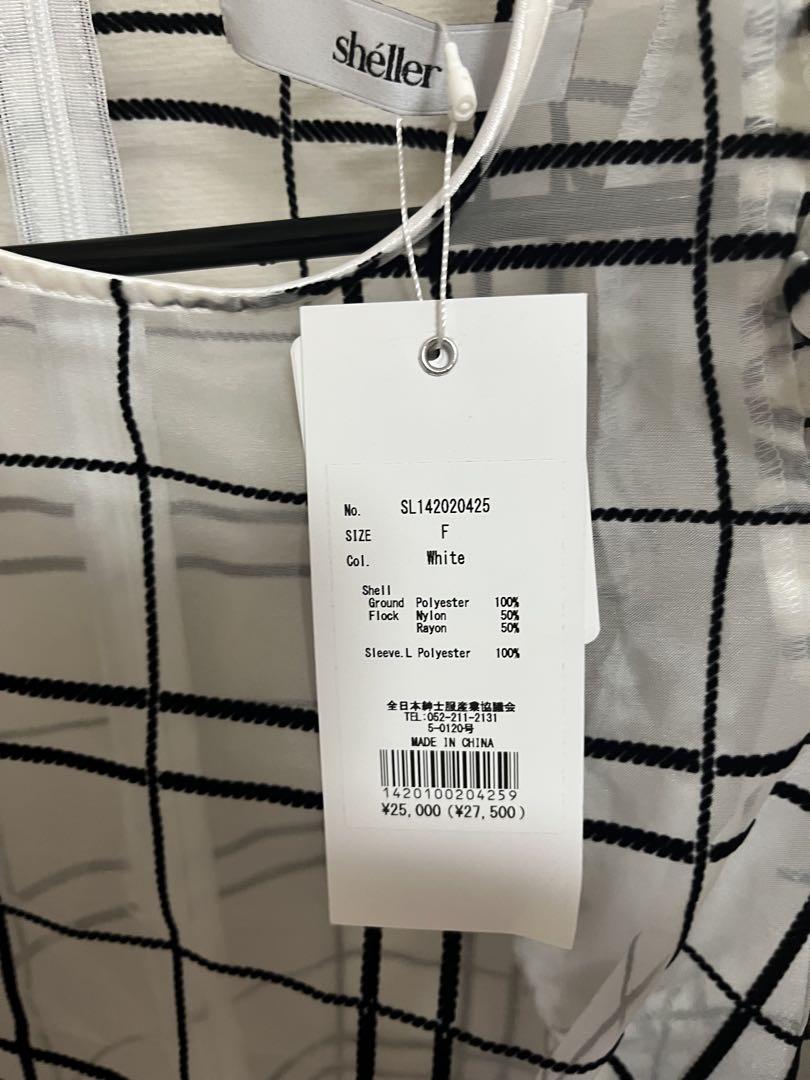 shéller
No. SL142020425
SIZE F
Col. White
Shell
Ground Polyester 100%
Flock Nylon 50%
Rayon 50%
Sleeve.L Polyester 100%
全日本紳士服産業協議会
TEL:052-211-2131
5-0120号
MADE IN CHINA
1420100204259
¥25,000 (¥27,500)